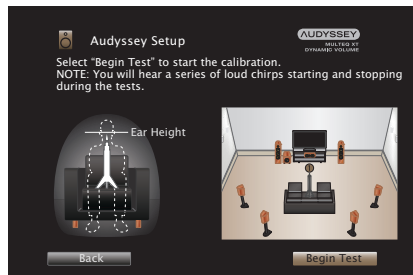 Audyssey Setup
AUDYSSEY
MULTEQ XT
DYNAMIC VOLUME
Select “Begin Test” to start the calibration.
NOTE: You will hear a series of loud chirps starting and stopping
during the tests.
Ear Height
Back
Begin Test